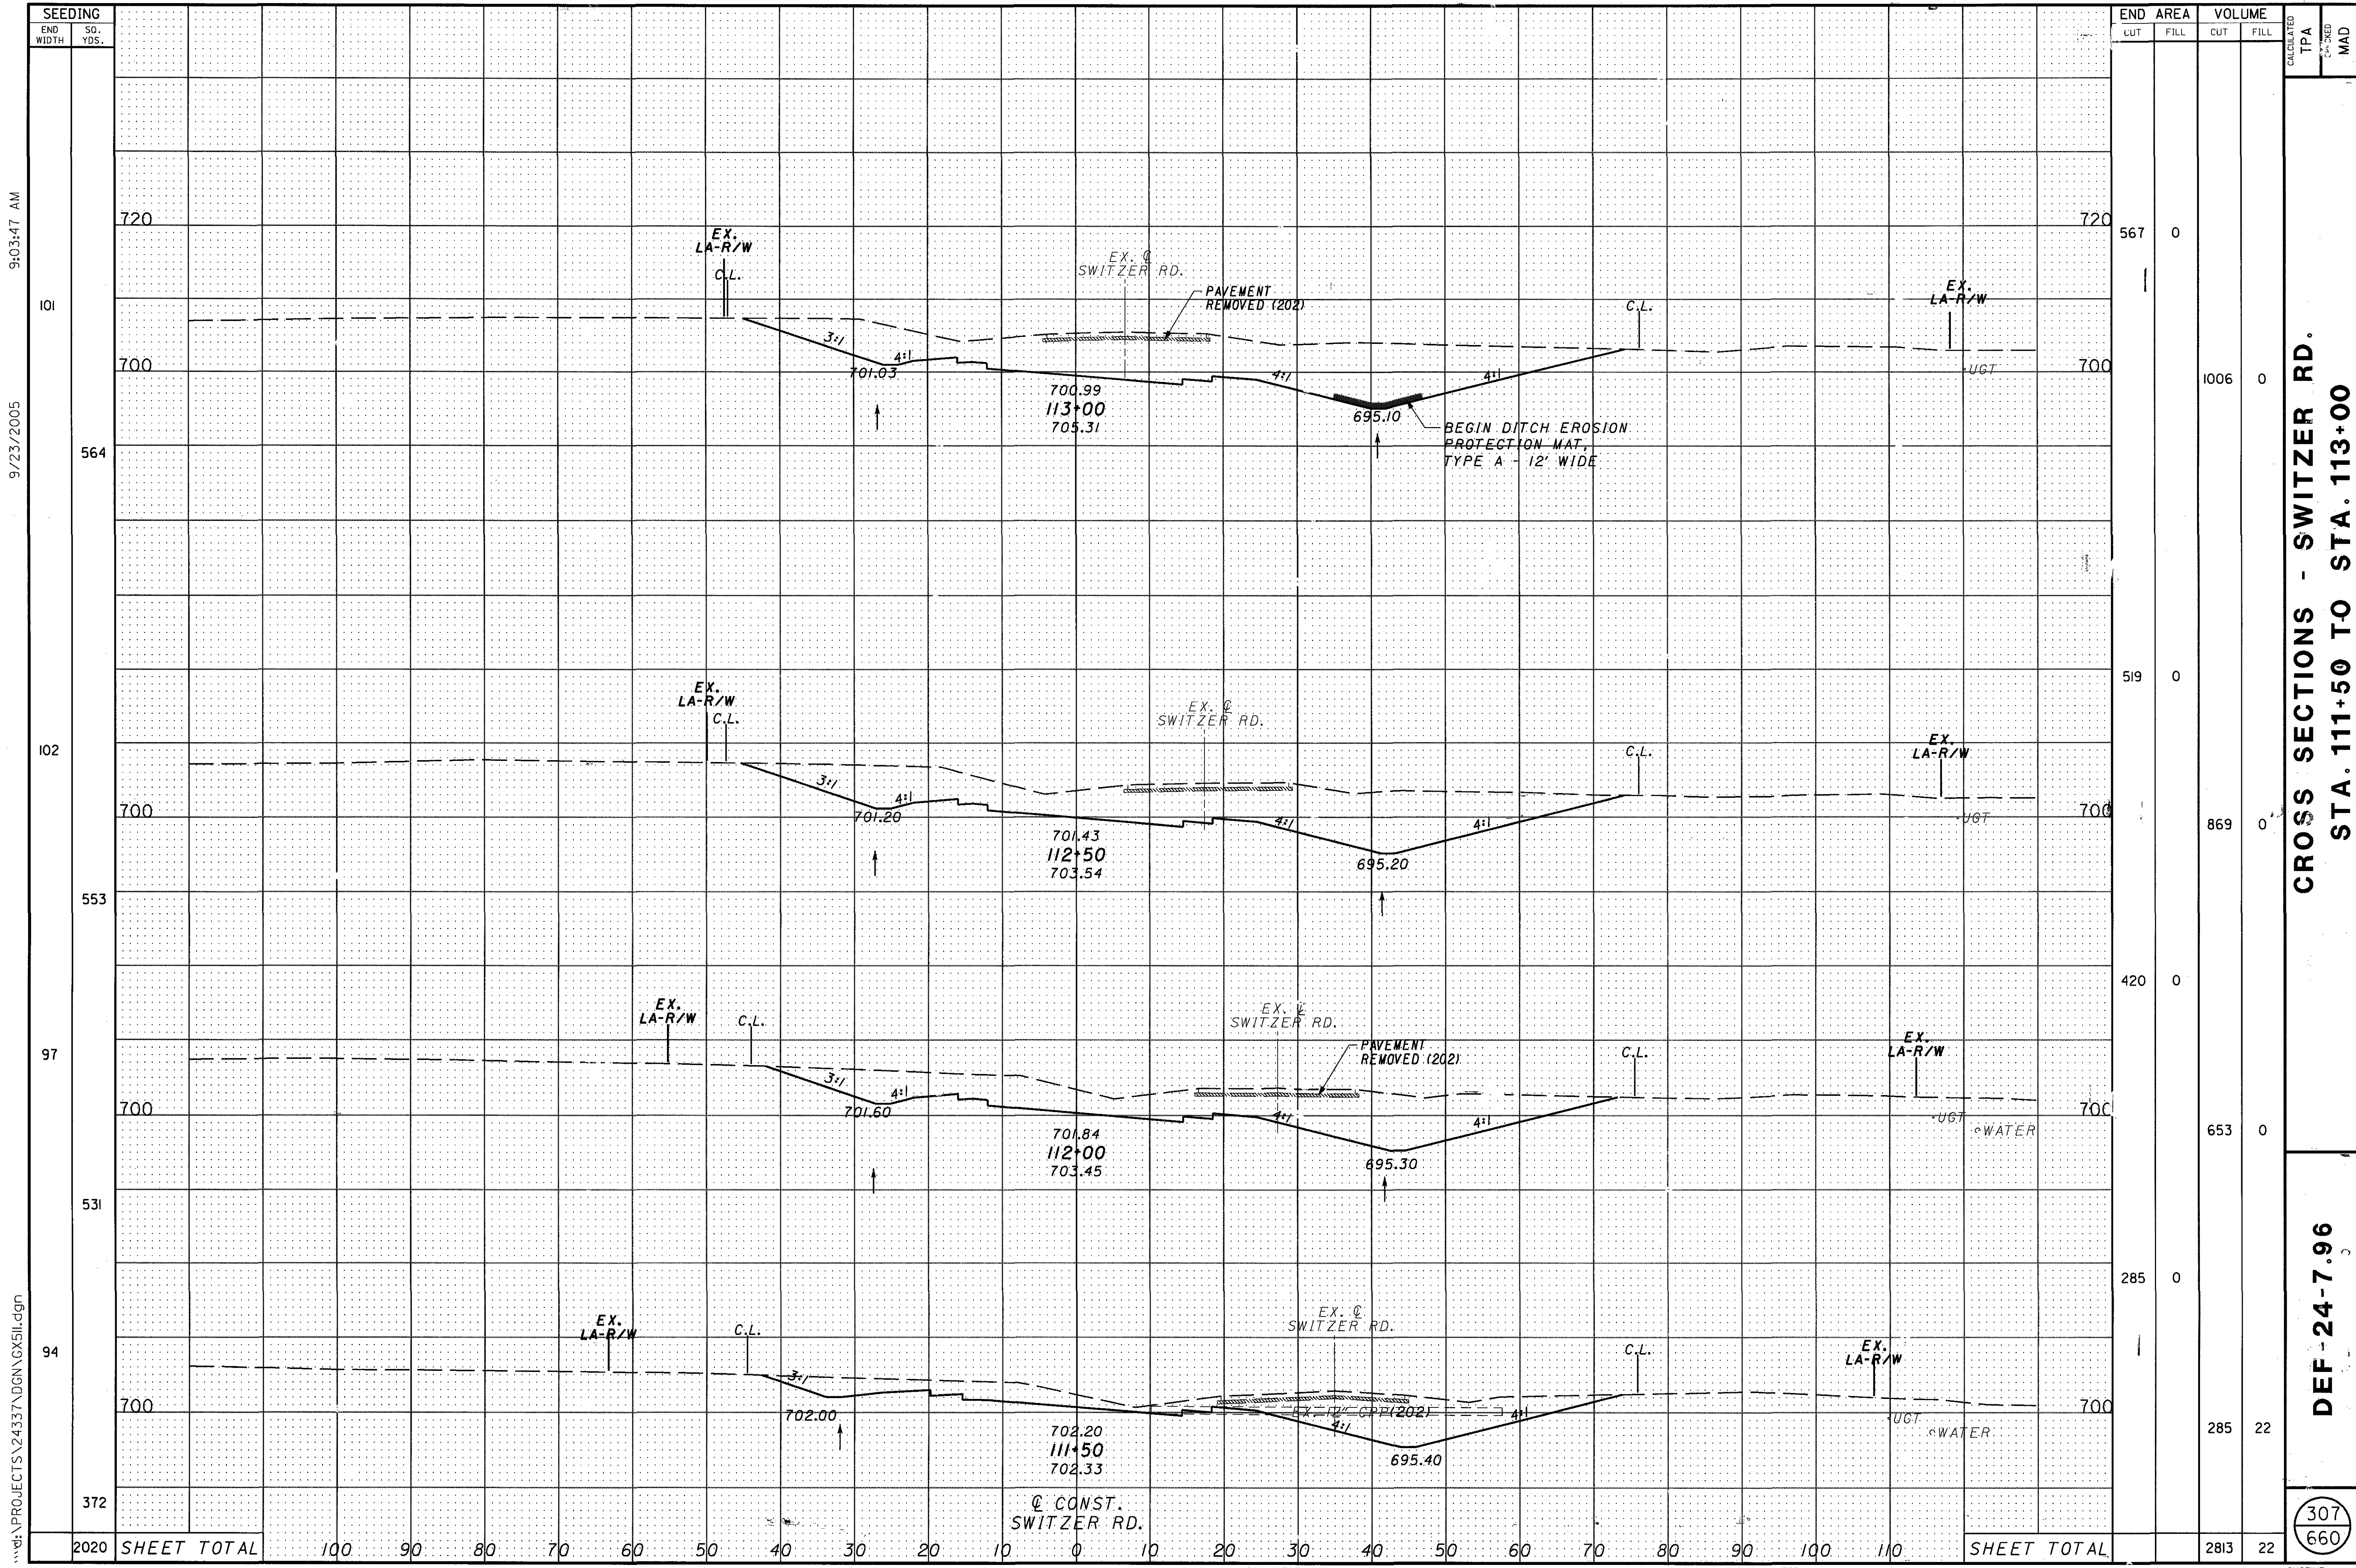 SEEDING
END WIDTH
SQ. YDS.
END AREA
VOLUME
CUT
FILL
CUT
FILL
CALCULATED
TPA
CHECKED
MAD
9:03:47 AM
9/23/2005
720
720
567
0
EX.
LA-R/W
C.L.
EX. ℄
SWITZER RD.
PAVEMENT
REMOVED (202)
C.L.
EX.
LA-R/W
101
3:1
4:1
4:1
4:1
700
701.03
700
UGT
1006
0
700.99
113+00
705.31
695.10
BEGIN DITCH EROSION
PROTECTION MAT,
TYPE A - 12' WIDE
564
CROSS SECTIONS - SWITZER RD.
STA. 111+50 TO STA. 113+00
519
0
EX.
LA-R/W
C.L.
EX. ℄
SWITZER RD.
C.L.
EX.
LA-R/W
102
3:1
4:1
4:1
4:1
700
701.20
700
UGT
869
0
701.43
112+50
703.54
695.20
553
420
0
EX.
LA-R/W
C.L.
EX. ℄
SWITZER RD.
PAVEMENT
REMOVED (202)
C.L.
EX.
LA-R/W
97
3:1
4:1
4:1
4:1
700
701.60
700
UGT
WATER
653
0
701.84
112+00
703.45
695.30
531
285
0
EX.
LA-R/W
C.L.
EX. ℄
SWITZER RD.
C.L.
EX.
LA-R/W
94
3:1
700
702.00
EX. 12" CPP(202)
4:1
4:1
700
UGT
WATER
285
22
702.20
111+50
702.33
695.40
DEF-24-7.96
372
℄ CONST.
SWITZER RD.
307
660
2020
SHEET TOTAL
100 90 80 70 60 50 40 30 20 10 0 10 20 30 40 50 60 70 80 90 100 110
SHEET TOTAL
2813
22
\PROJECTS\24337\DGN\GX511.dgn